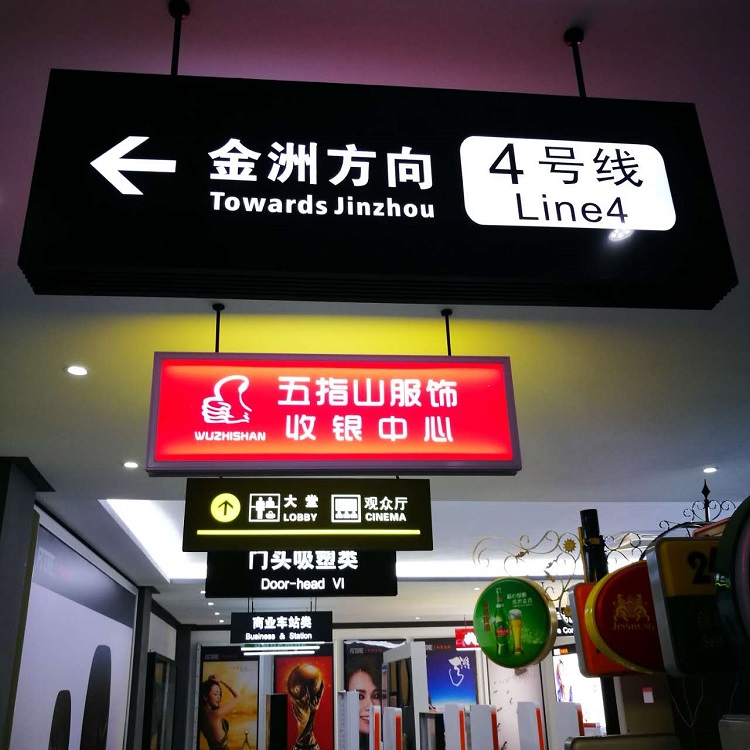 金洲方向
Towards Jinzhou
4号线
Line4
五指山服饰
收银中心
WUZHISHAN
大堂
LOBBY
观众厅
CINEMA
门头吸塑类
Door-head VI
商业车站类
Business & Station
JINSHENG
24